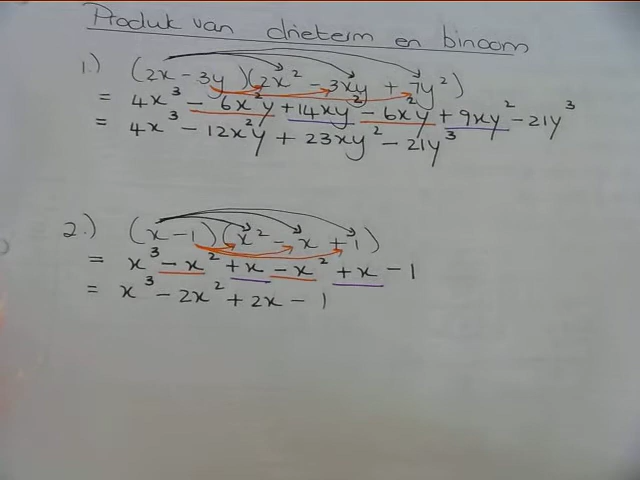 Produk van drieterm en binoom
1.) (2x - 3y)(2x² - 3xy + 7y²)
= 4x³ - 6x²y + 14xy² - 6x²y + 9xy² - 21y³
= 4x³ - 12x²y + 23xy² - 21y³
2.) (x - 1)(x² - x + 1)
= x³ - x² + x - x² + x - 1
= x³ - 2x² + 2x - 1